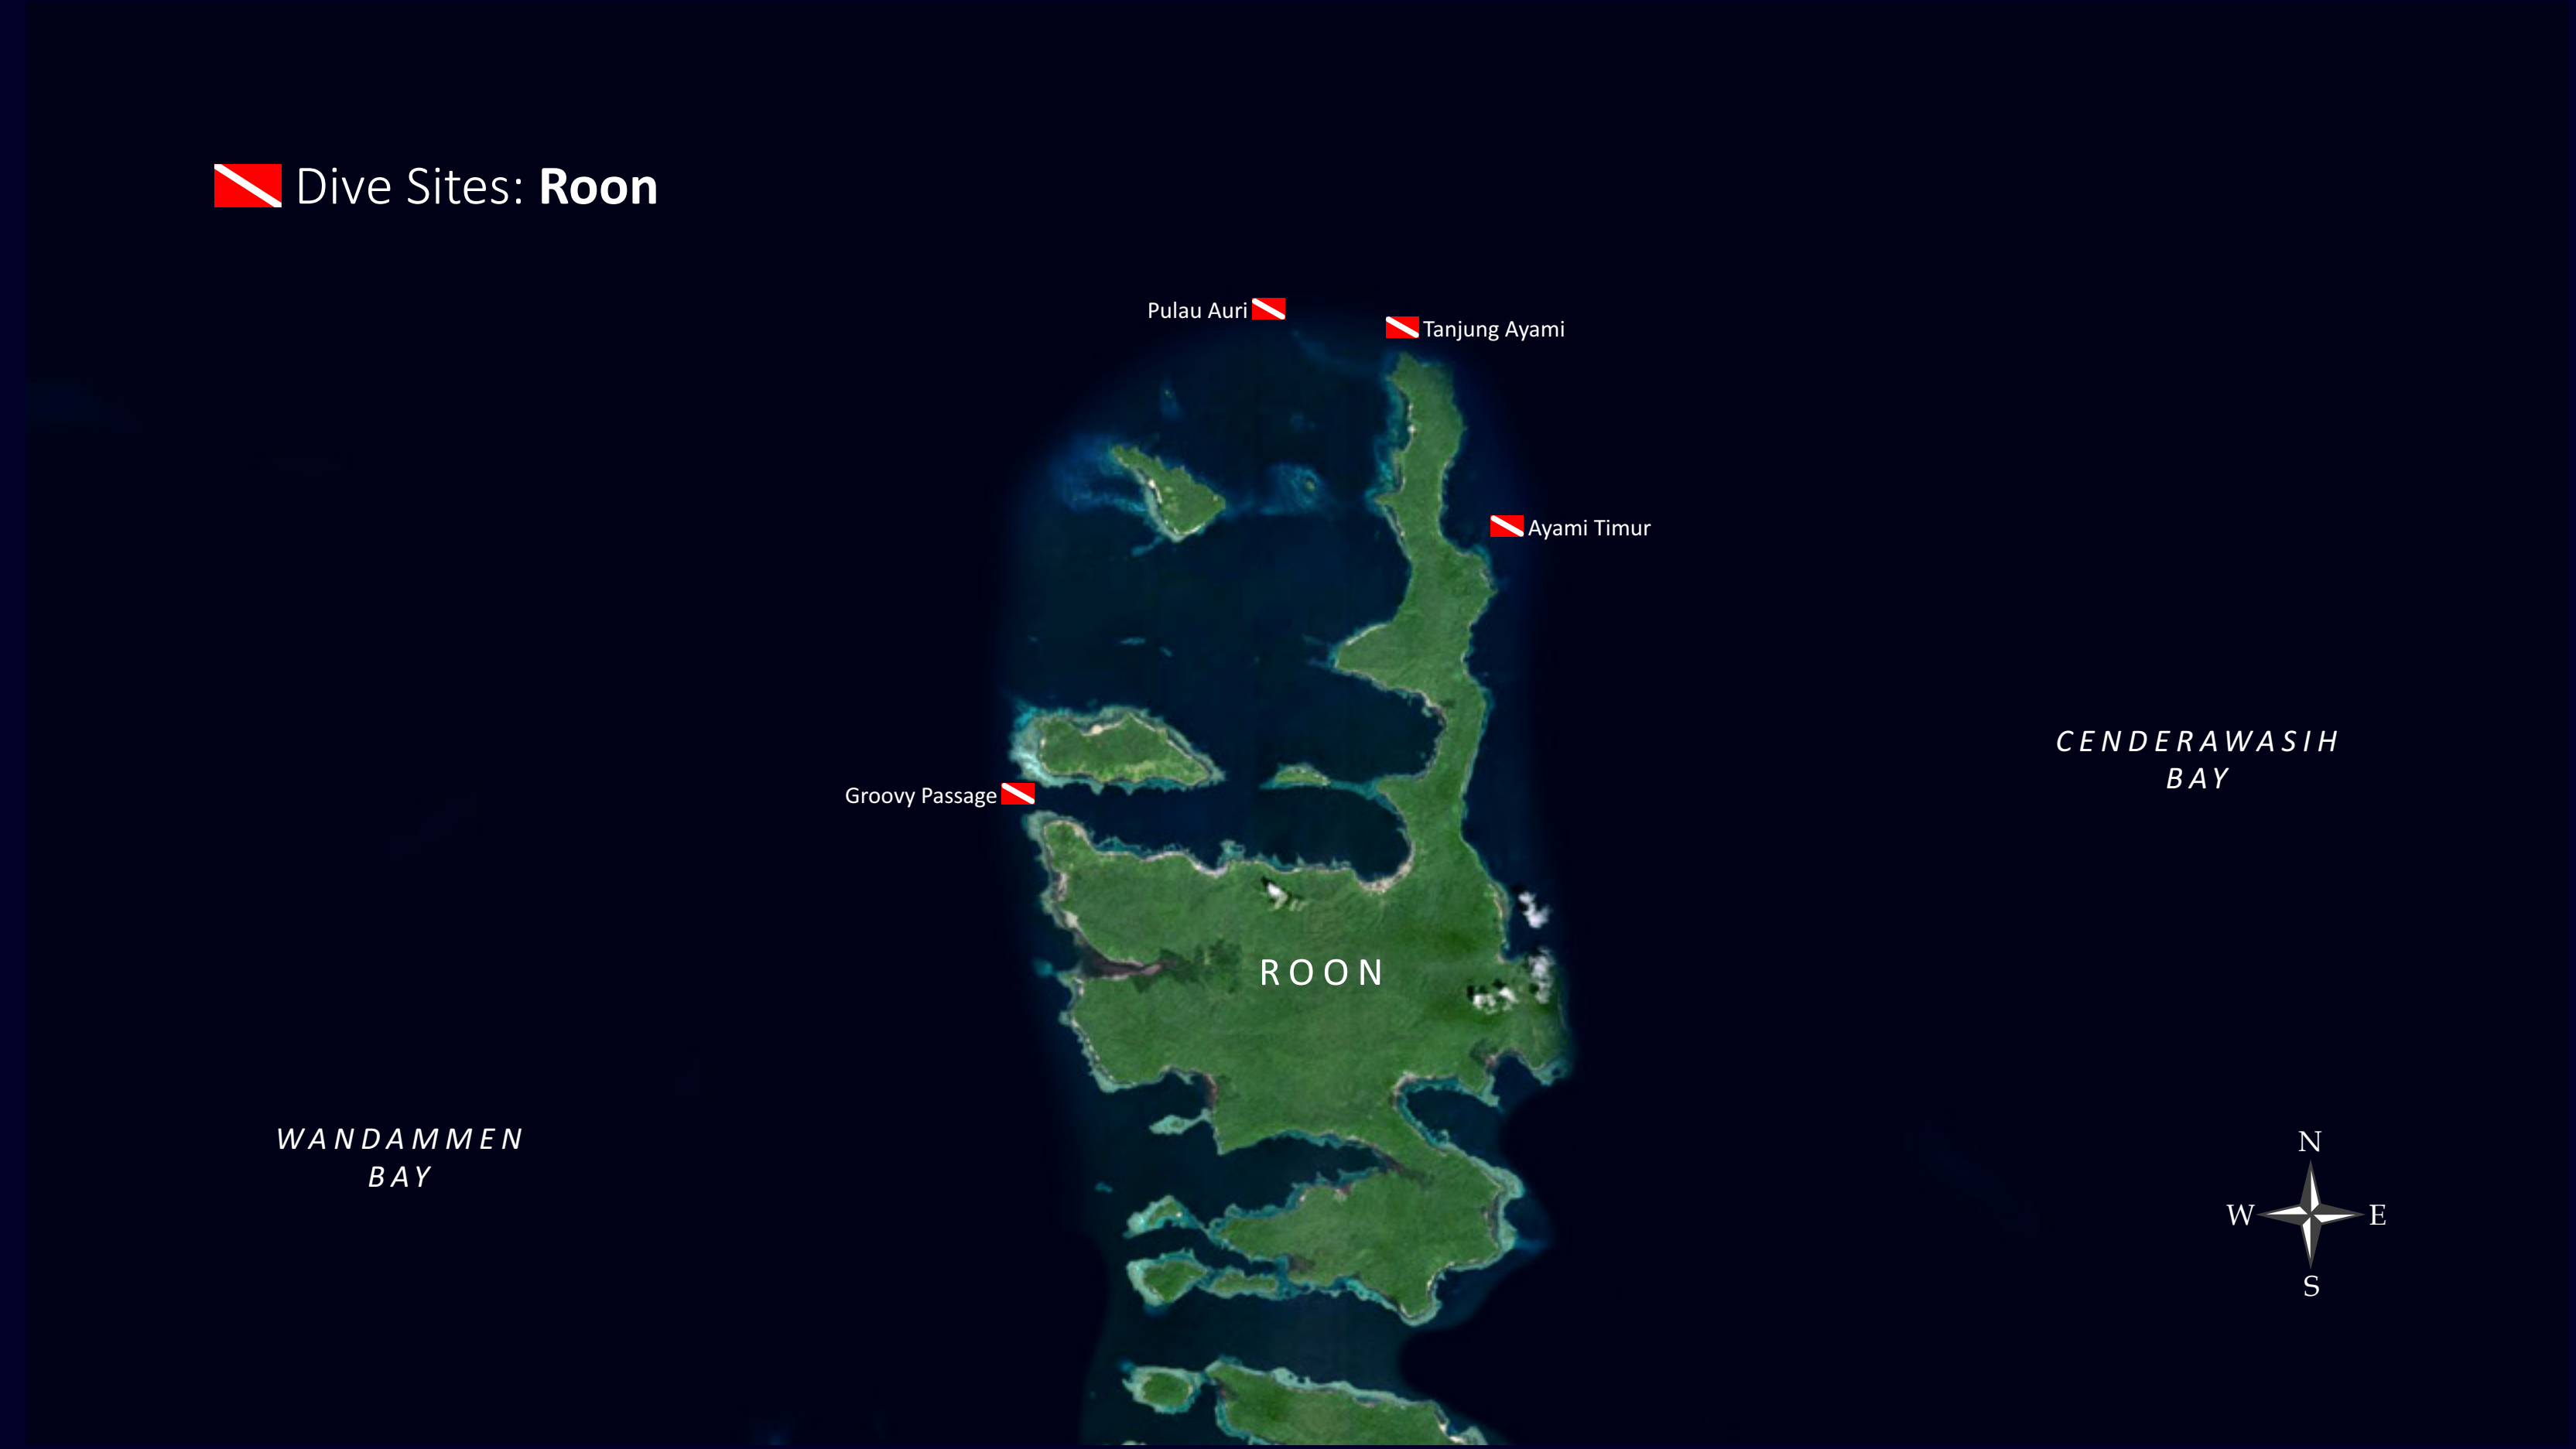 Dive Sites: Roon
Pulau Auri
Tanjung Ayami
Ayami Timur
CENDERAWASIH
BAY
Groovy Passage
ROON
WANDAMMEN
BAY
N
W E
S